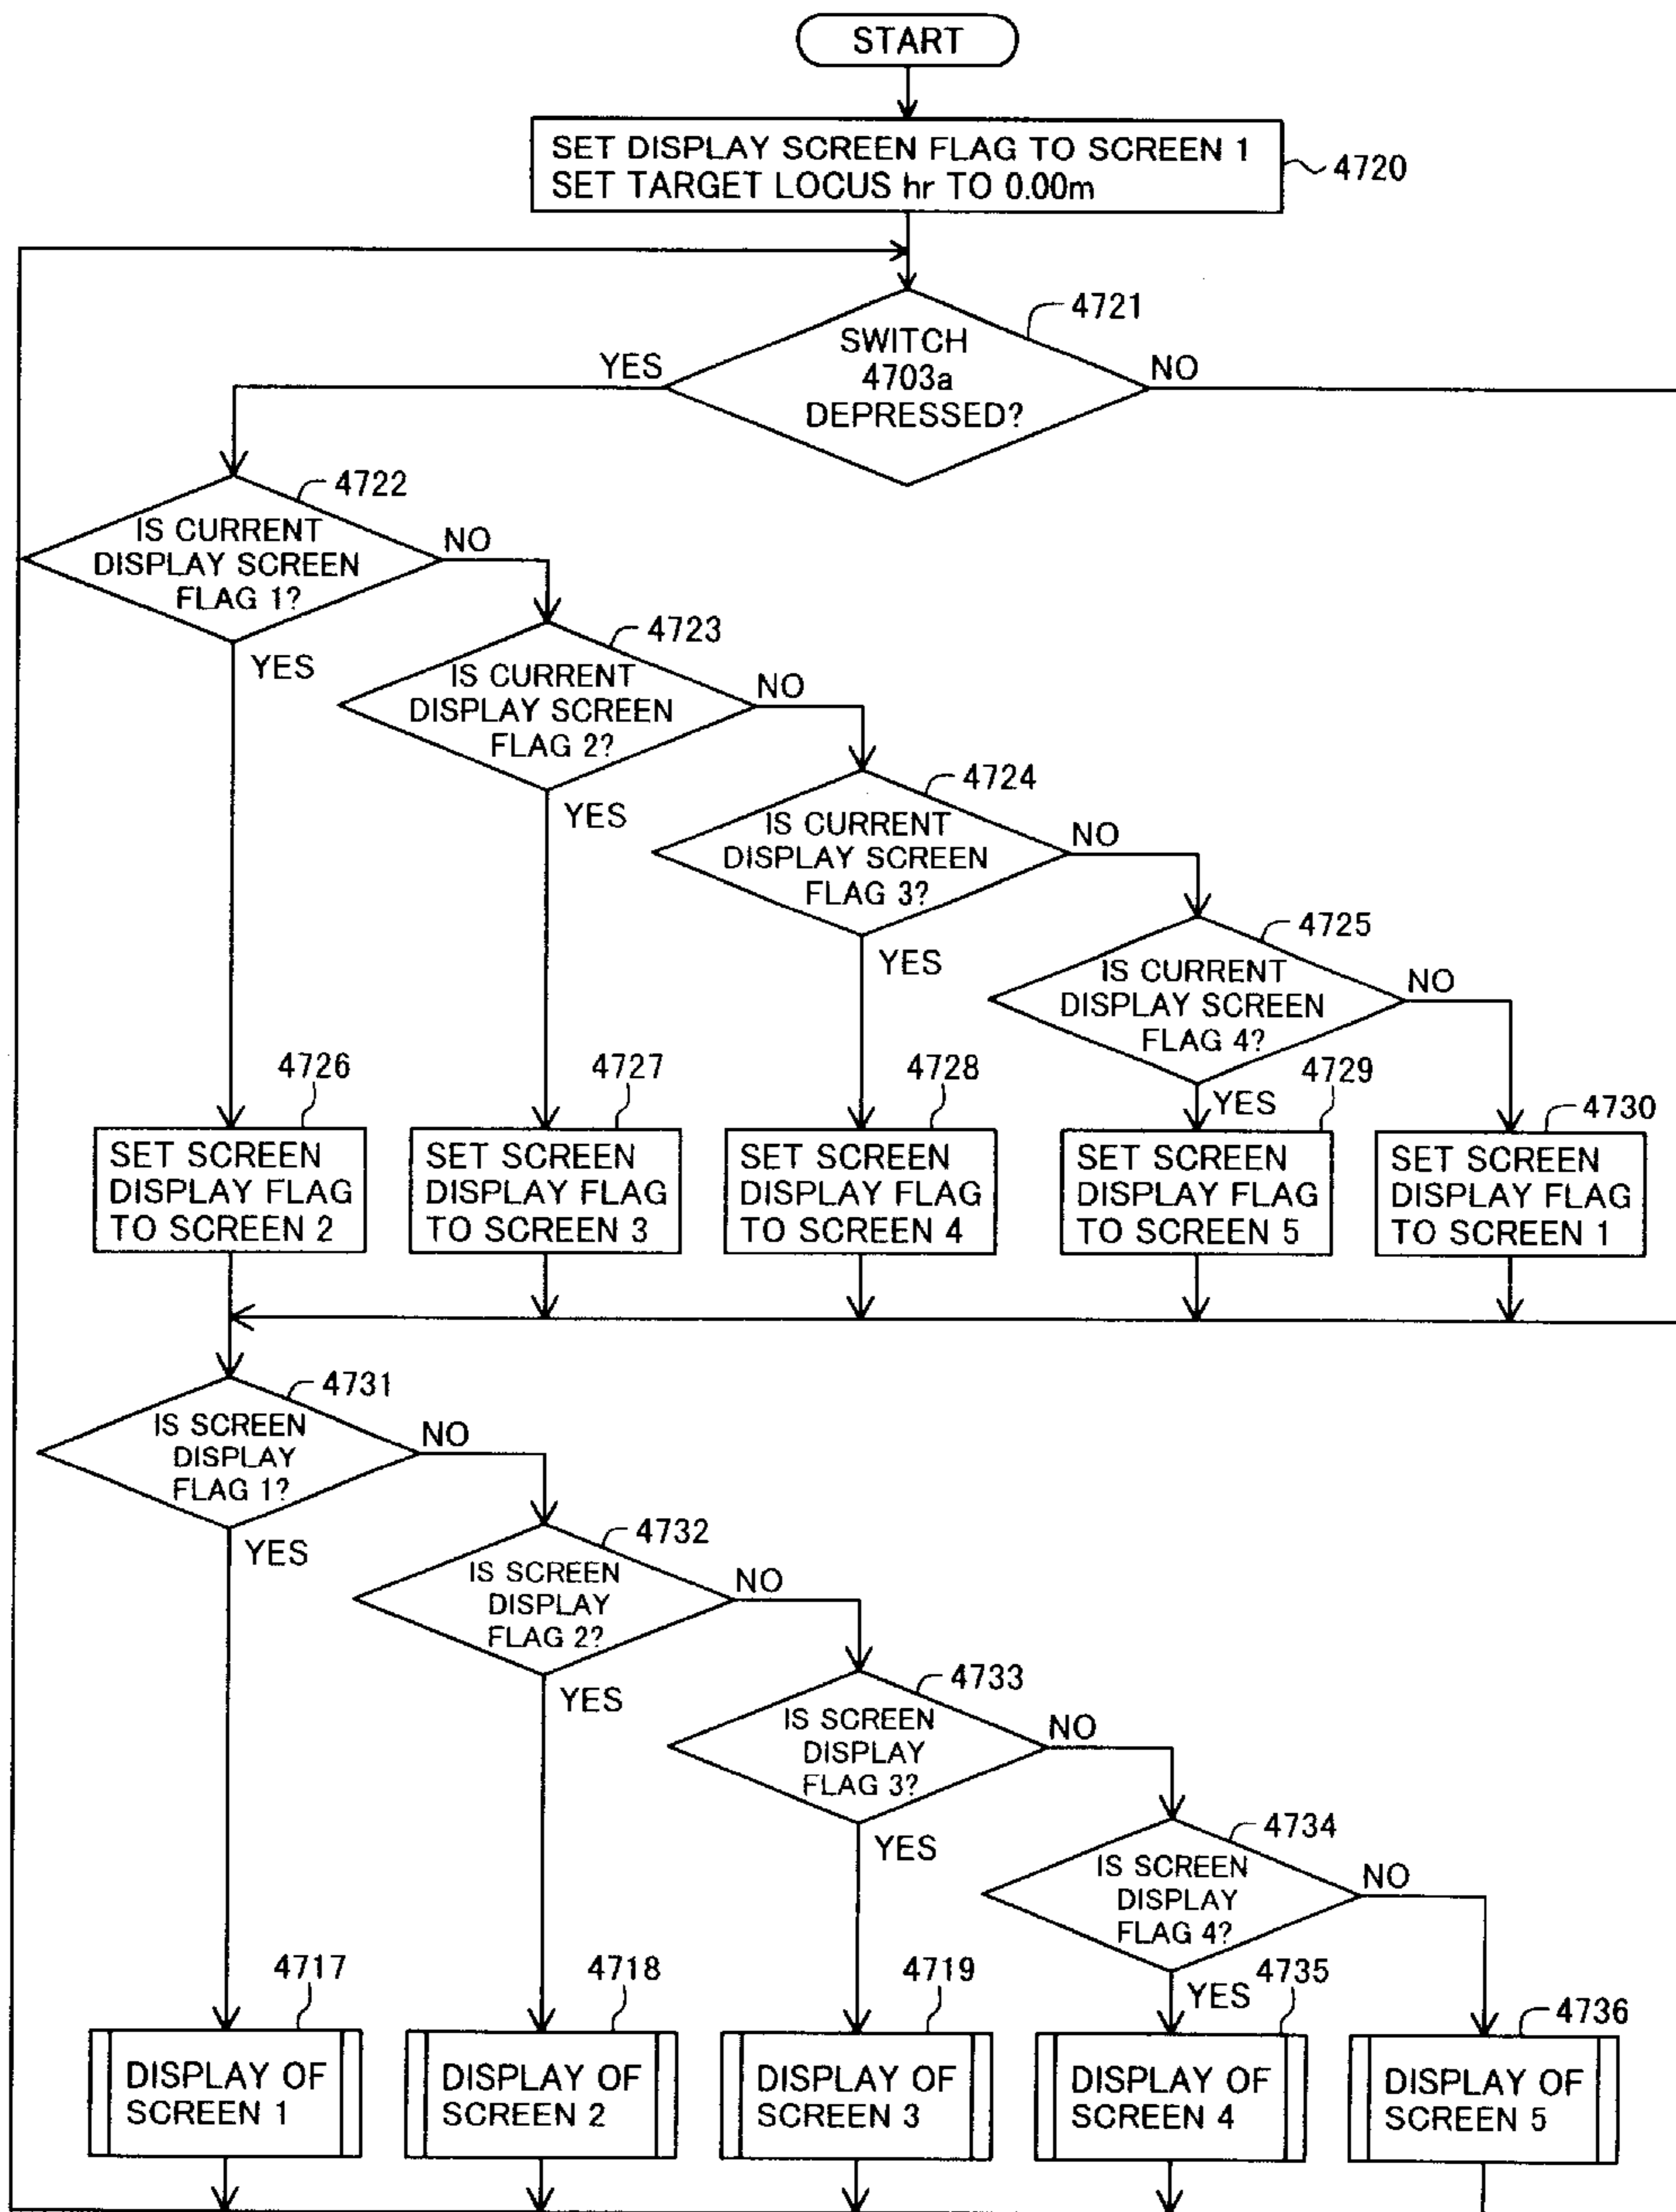 START
SET DISPLAY SCREEN FLAG TO SCREEN 1
SET TARGET LOCUS hr TO 0.00m
4720
4721
SWITCH
4703a
DEPRESSED?
YES
NO
4722
IS CURRENT
DISPLAY SCREEN
FLAG 1?
NO
YES
4723
IS CURRENT
DISPLAY SCREEN
FLAG 2?
NO
YES
4724
IS CURRENT
DISPLAY SCREEN
FLAG 3?
NO
YES
4725
IS CURRENT
DISPLAY SCREEN
FLAG 4?
NO
YES
4726
SET SCREEN
DISPLAY FLAG
TO SCREEN 2
4727
SET SCREEN
DISPLAY FLAG
TO SCREEN 3
4728
SET SCREEN
DISPLAY FLAG
TO SCREEN 4
4729
SET SCREEN
DISPLAY FLAG
TO SCREEN 5
4730
SET SCREEN
DISPLAY FLAG
TO SCREEN 1
4731
IS SCREEN
DISPLAY
FLAG 1?
NO
YES
4732
IS SCREEN
DISPLAY
FLAG 2?
NO
YES
4733
IS SCREEN
DISPLAY
FLAG 3?
NO
YES
4734
IS SCREEN
DISPLAY
FLAG 4?
NO
YES
4717
DISPLAY OF
SCREEN 1
4718
DISPLAY OF
SCREEN 2
4719
DISPLAY OF
SCREEN 3
4735
DISPLAY OF
SCREEN 4
4736
DISPLAY OF
SCREEN 5